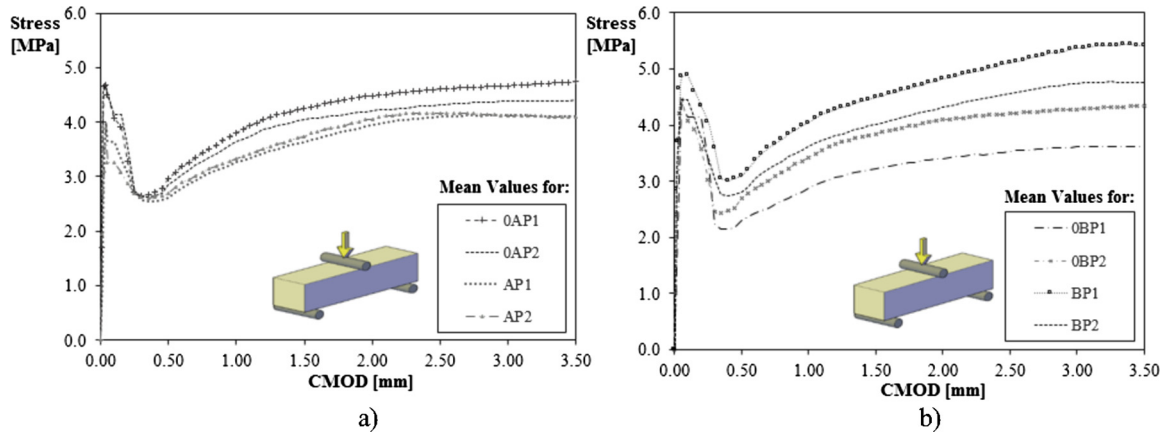 Stress
[MPa]
6.0
5.0
4.0
3.0
2.0
1.0
0.0
0.00
0.50
1.00
1.50
2.00
2.50
3.00
3.50
CMOD [mm]
Mean Values for:
0AP1
0AP2
AP1
AP2
a)
Stress
[MPa]
6.0
5.0
4.0
3.0
2.0
1.0
0.0
0.00
0.50
1.00
1.50
2.00
2.50
3.00
3.50
CMOD [mm]
Mean Values for:
0BP1
0BP2
BP1
BP2
b)